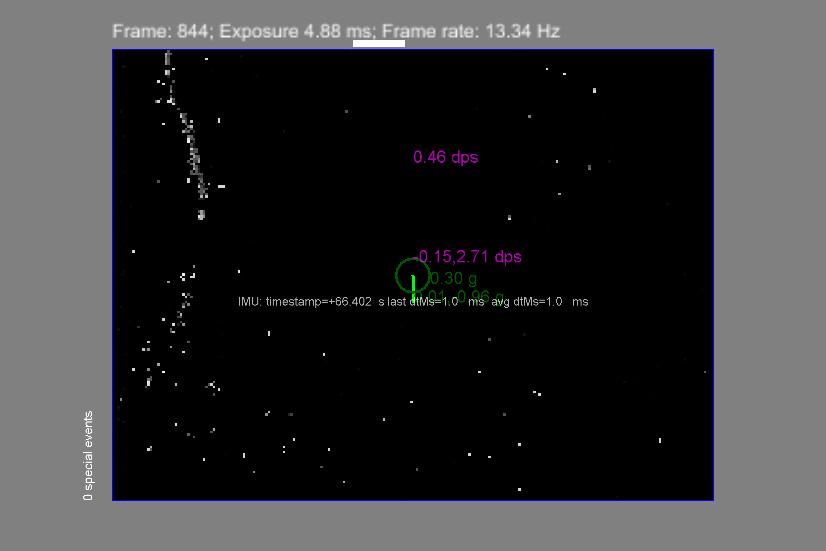 Frame: 844; Exposure 4.88 ms; Frame rate: 13.34 Hz
0.46 dps
-0.15,2.71 dps
0.30 g
0.96 g
IMU: timestamp=+66.402 s last dtMs=1.0 ms avg dtMs=1.0 ms
0 special events